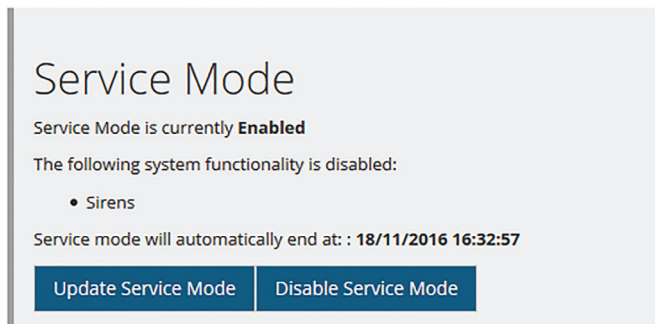 Service Mode
Service Mode is currently Enabled
The following system functionality is disabled:
• Sirens
Service mode will automatically end at: : 18/11/2016 16:32:57
Update Service Mode Disable Service Mode